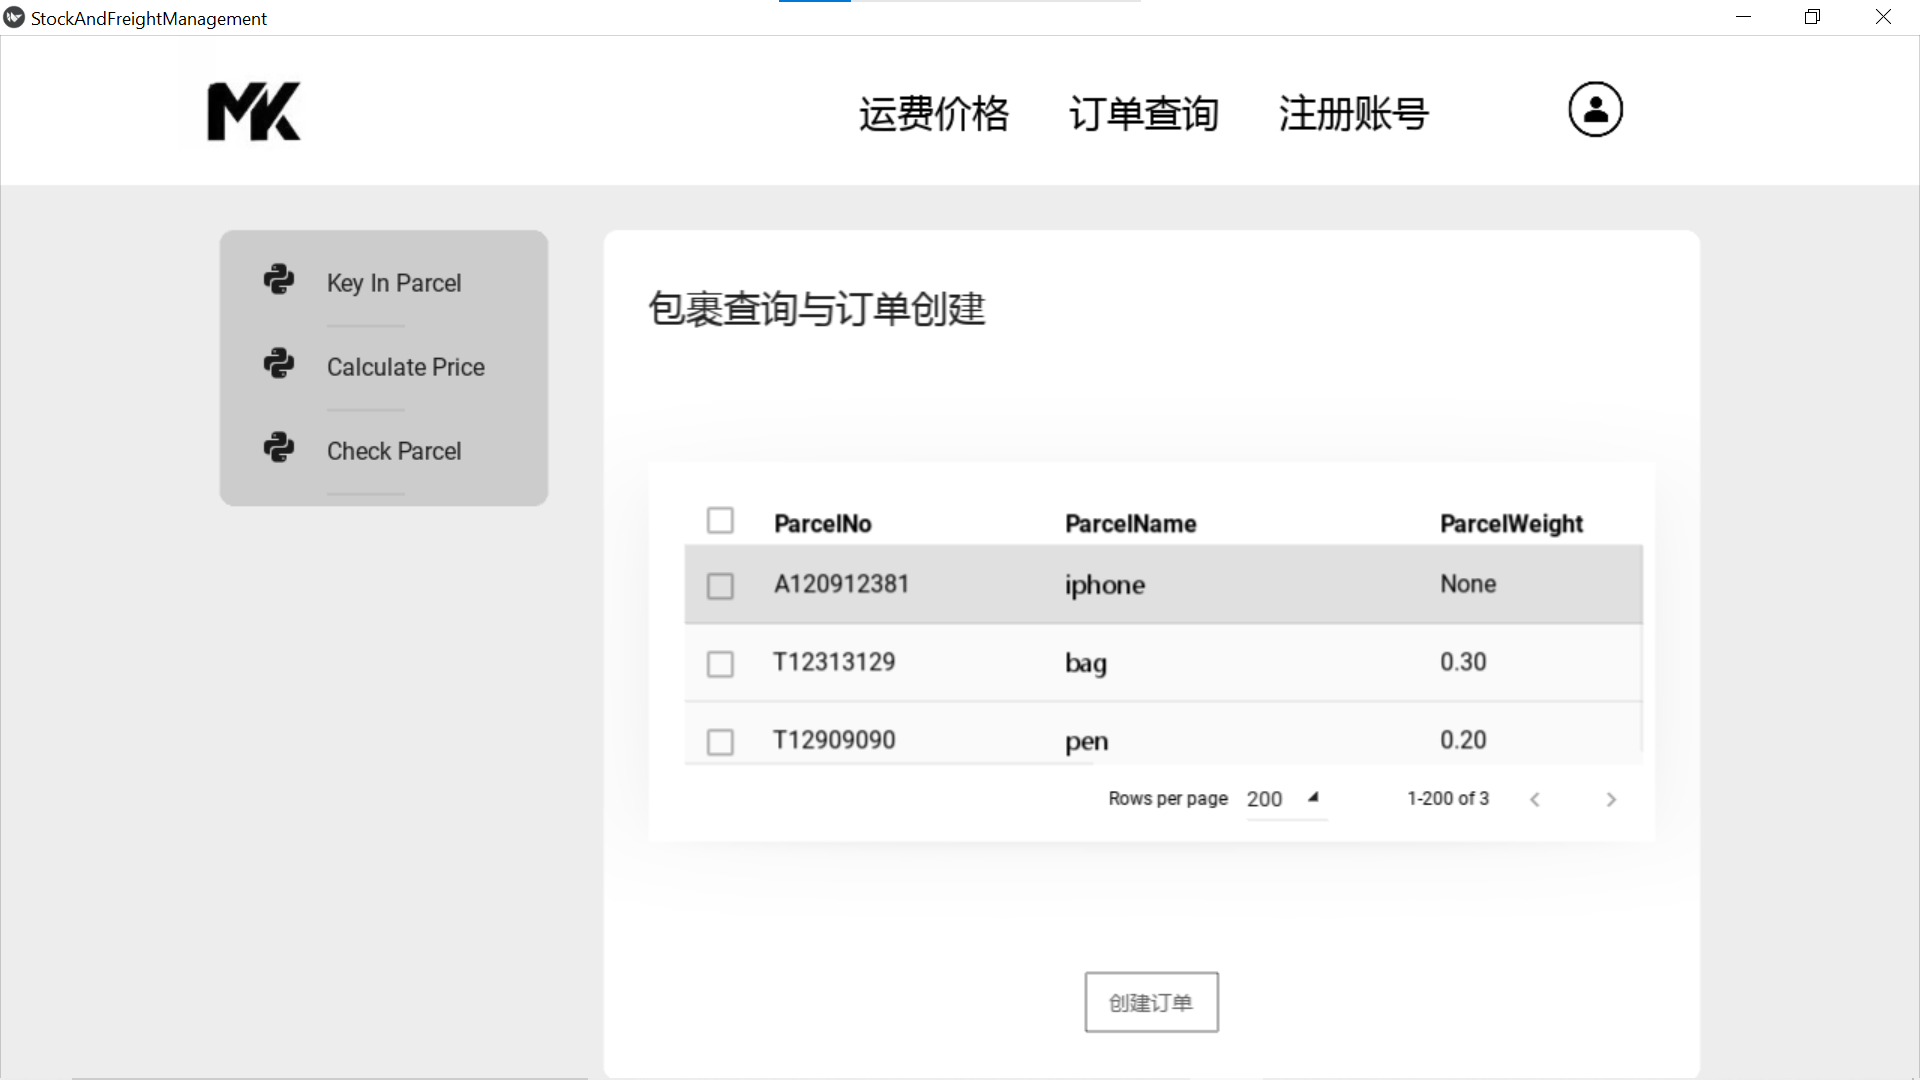 StockAndFreightManagement
MK
运费价格 订单查询 注册账号
Key In Parcel
Calculate Price
Check Parcel
包裹查询与订单创建
ParcelNo ParcelName ParcelWeight
A120912381 iphone None
T12313129 bag 0.30
T12909090 pen 0.20
Rows per page 200 1-200 of 3
创建订单